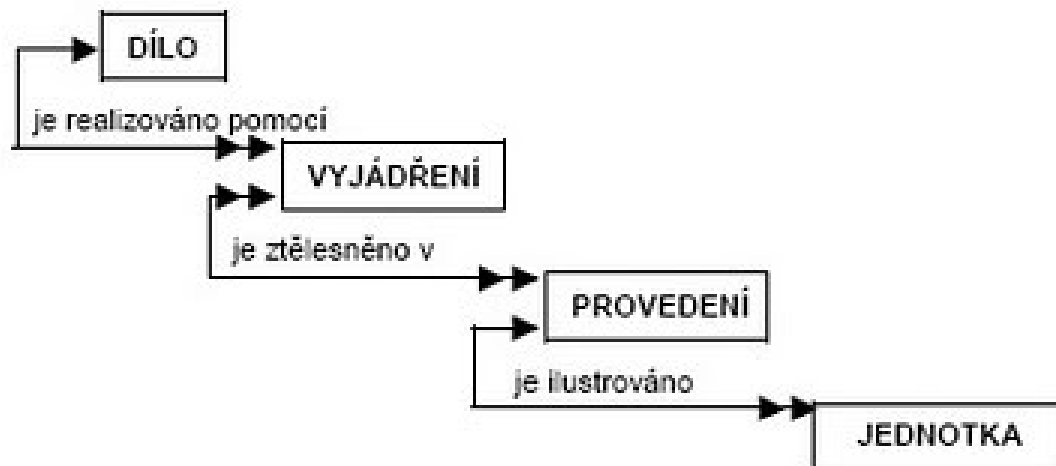 DÍLO
je realizováno pomocí
VYJÁDŘENÍ
je ztělesněno v
PROVEDENÍ
je ilustrováno
JEDNOTKA